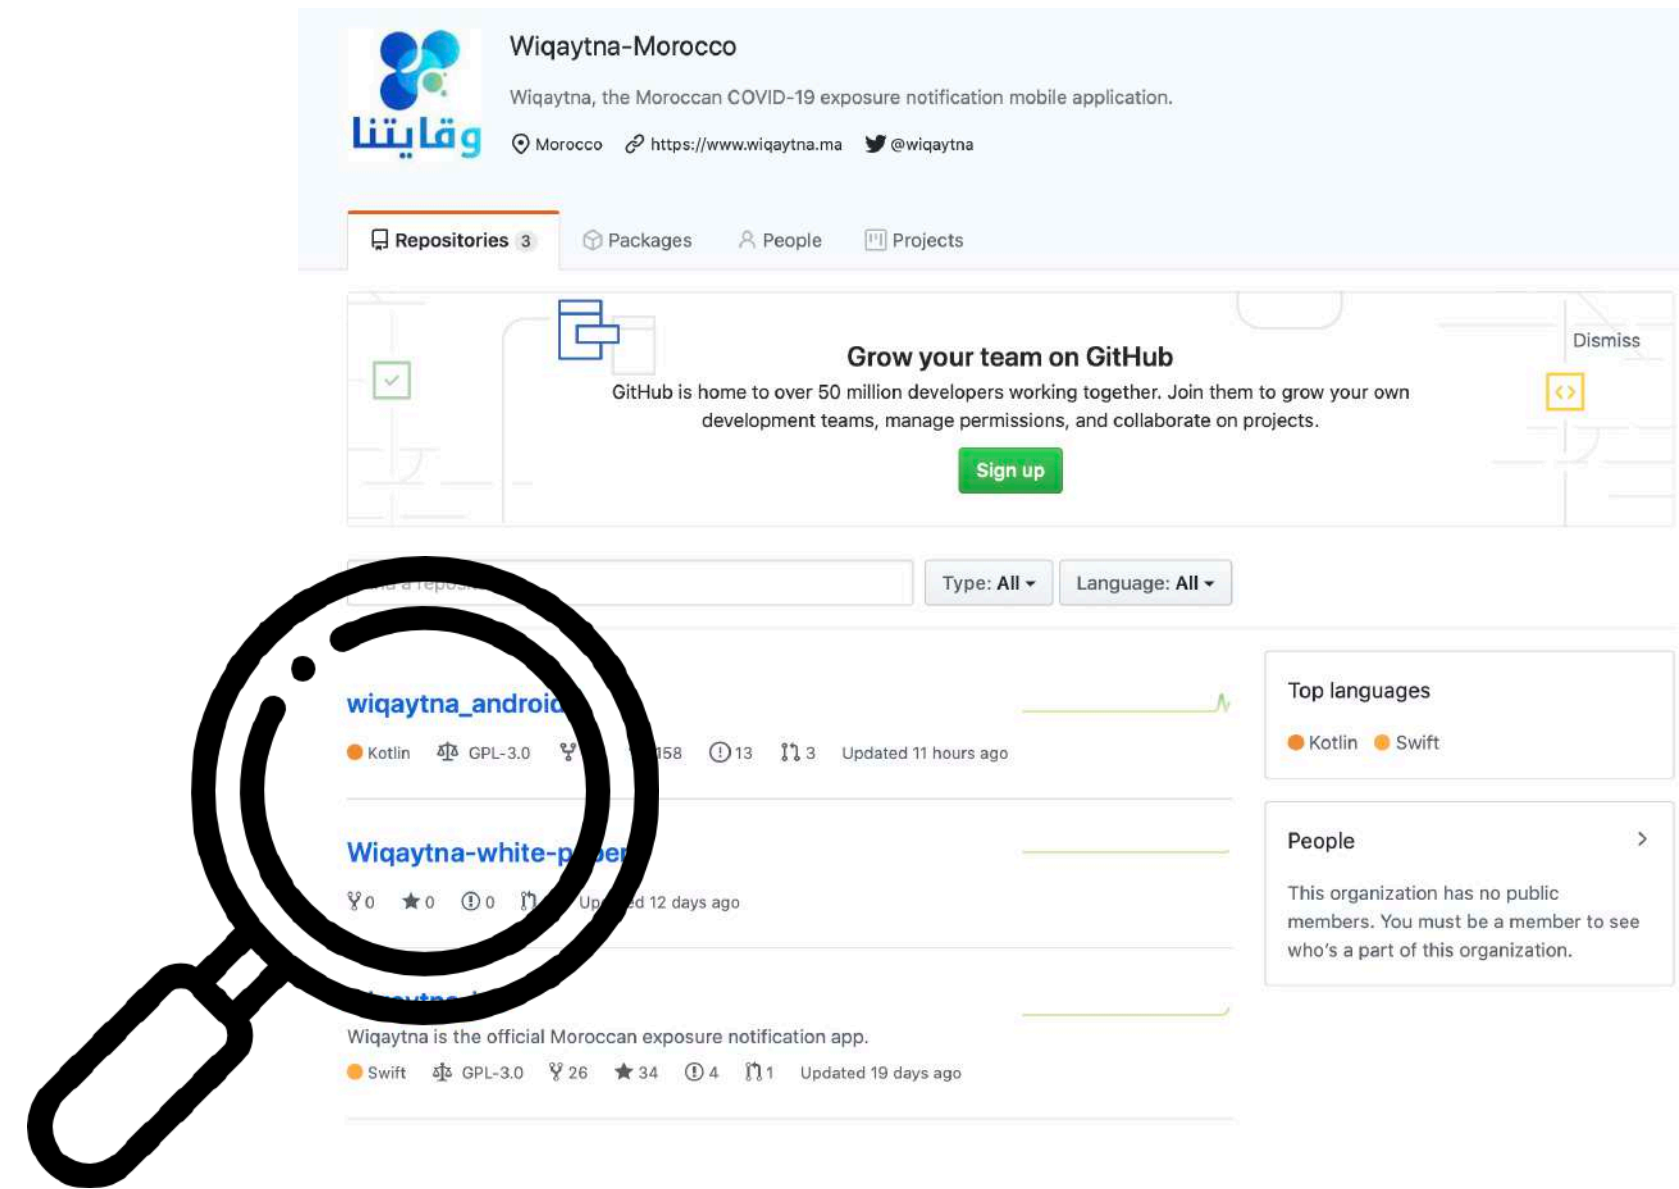 Wiqaytna-Morocco
Wiqaytna, the Moroccan COVID-19 exposure notification mobile application.
وقايتنا
Morocco https://www.wiqaytna.ma @wiqaytna
Repositories 3 Packages People Projects
Dismiss
Grow your team on GitHub
GitHub is home to over 50 million developers working together. Join them to grow your own
development teams, manage permissions, and collaborate on projects.
Sign up
Type: All Language: All
wiqaytna_android
Kotlin GPL-3.0 158 13 3 Updated 11 hours ago
Wiqaytna-white-paper
0 0 0 Updated 12 days ago
Wiqaytna is the official Moroccan exposure notification app.
Swift GPL-3.0 26 34 4 1 Updated 19 days ago
Top languages
Kotlin Swift
People
This organization has no public
members. You must be a member to see
who's a part of this organization.